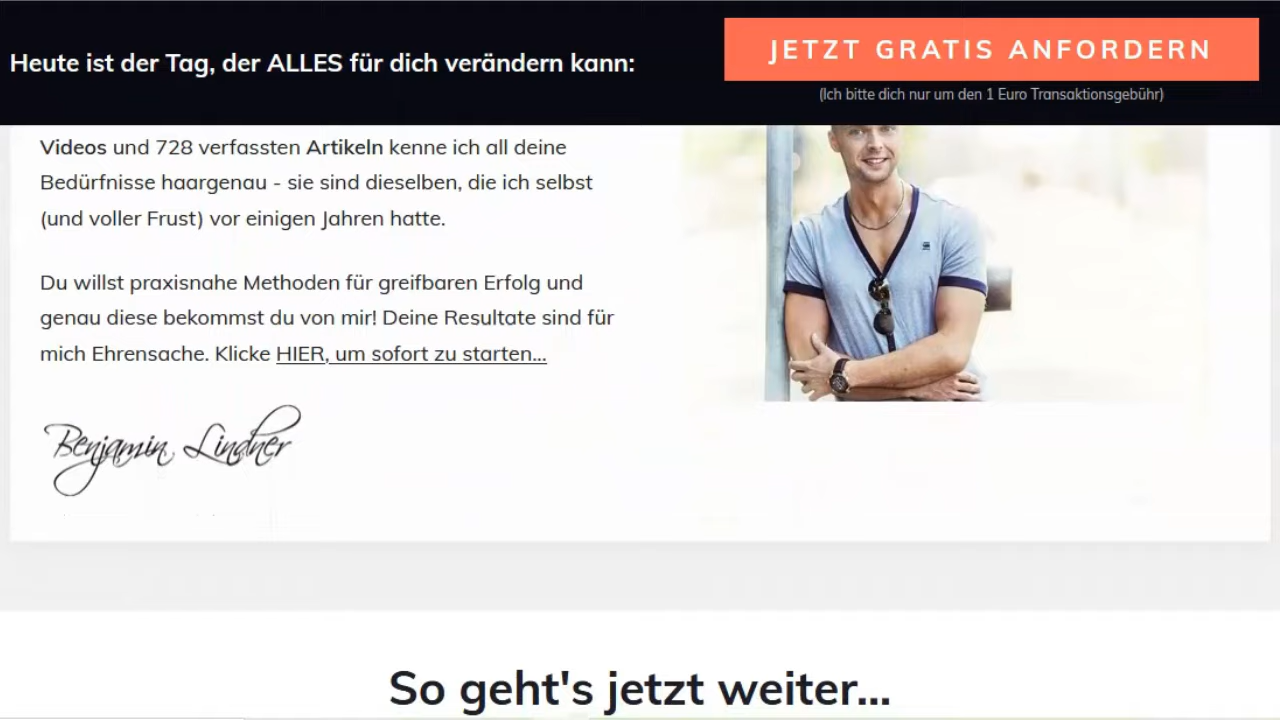 Heute ist der Tag, der ALLES für dich verändern kann:
JETZT GRATIS ANFORDERN
(Ich bitte dich nur um den 1 Euro Transaktionsgebühr)
Videos und 728 verfassten Artikeln kenne ich all deine
Bedürfnisse haargenau - sie sind dieselben, die ich selbst
(und voller Frust) vor einigen Jahren hatte.
Du willst praxisnahe Methoden für greifbaren Erfolg und
genau diese bekommst du von mir! Deine Resultate sind für
mich Ehrensache. Klicke HIER, um sofort zu starten...
Benjamin Lindner
So geht's jetzt weiter...